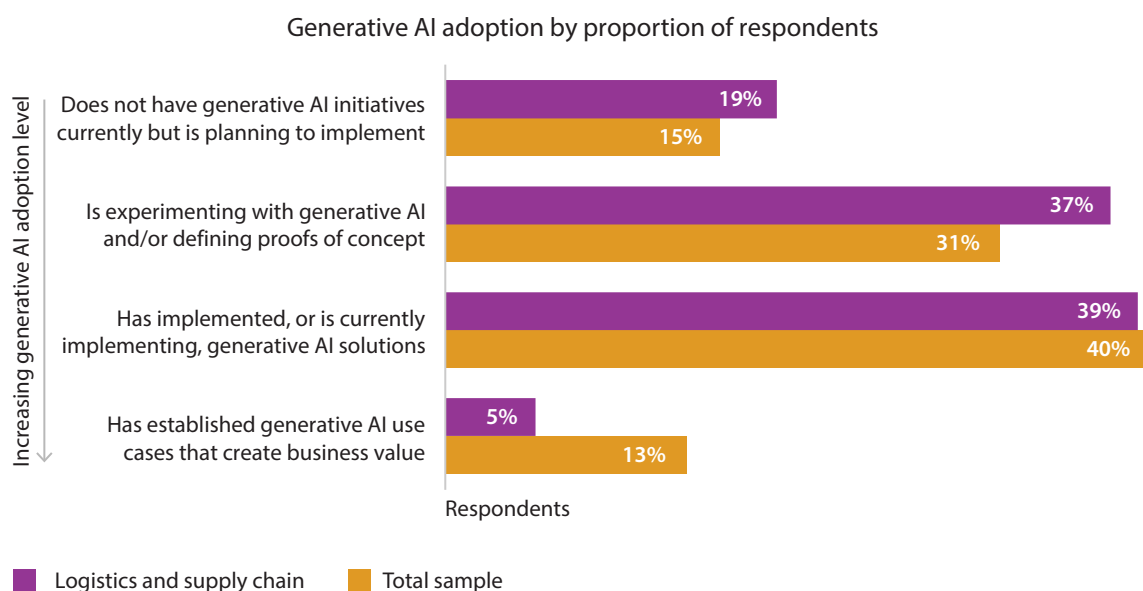 Generative AI adoption by proportion of respondents
Increasing generative AI adoption level
Does not have generative AI initiatives
currently but is planning to implement
19%
15%
Is experimenting with generative AI
and/or defining proofs of concept
37%
31%
Has implemented, or is currently
implementing, generative AI solutions
39%
40%
Has established generative AI use
cases that create business value
5%
13%
Respondents
Logistics and supply chain
Total sample